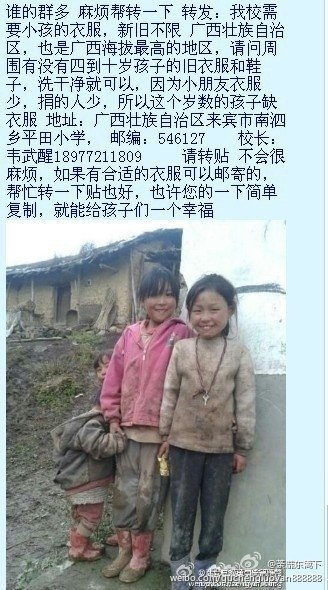 谁的群多 麻烦帮转一下 转发：我校需
要小孩的衣服，新旧不限 广西壮族自治
区，也是广西海拔最高的地区，请问周
围有没有四到十岁孩子的旧衣服和鞋
子，洗干净就可以，因为小朋友衣服
少，捐的人少，所以这个岁数的孩子缺
衣服 地址：广西壮族自治区来宾市南泗
乡平田小学， 邮编：546127 校长：
韦武醒18977211809 请转贴 不会很
麻烦，如果有合适的衣服可以邮寄的，
帮忙转一下贴也好，也许您的一下简单
复制，就能给孩子们一个幸福